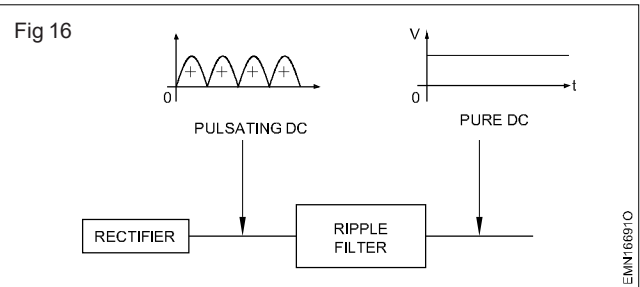 Fig 16
+ + + +
0
PULSATING DC
V
0
t
PURE DC
RECTIFIER
RIPPLE
FILTER
EMN16691O